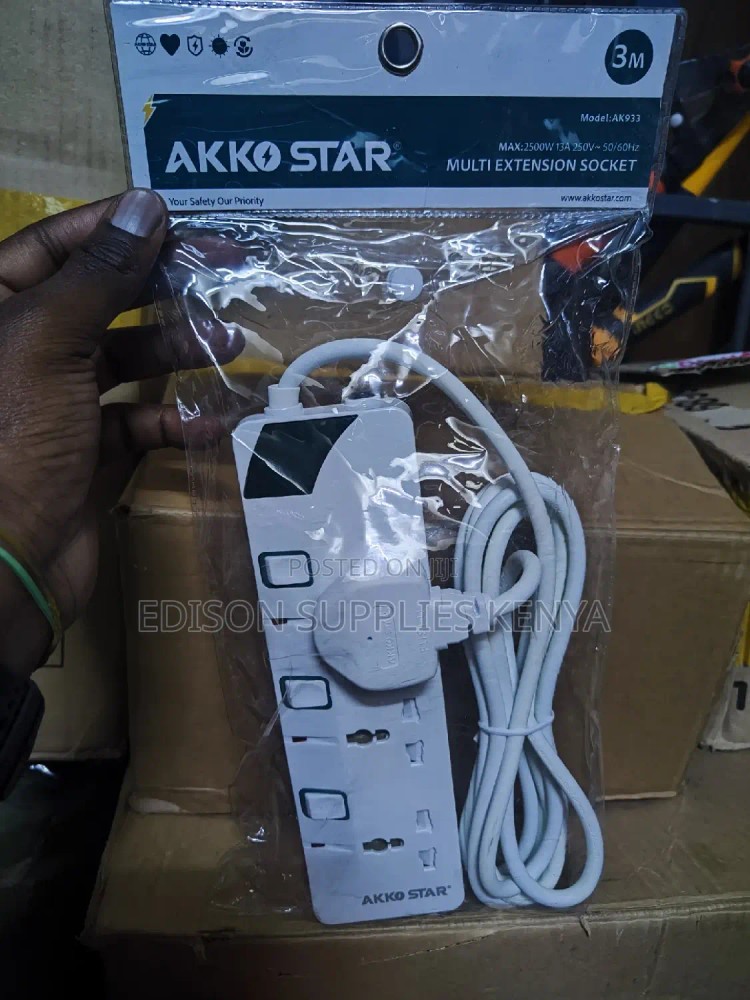 3M
Model:AK933
AKKO STAR®
MAX:2500W 13A 250V~ 50/60Hz
MULTI EXTENSION SOCKET
Your Safety Our Priority
www.akkostar.com
POSTED ON JIJI
EDISON SUPPLIES KENYA
AKKO STAR®